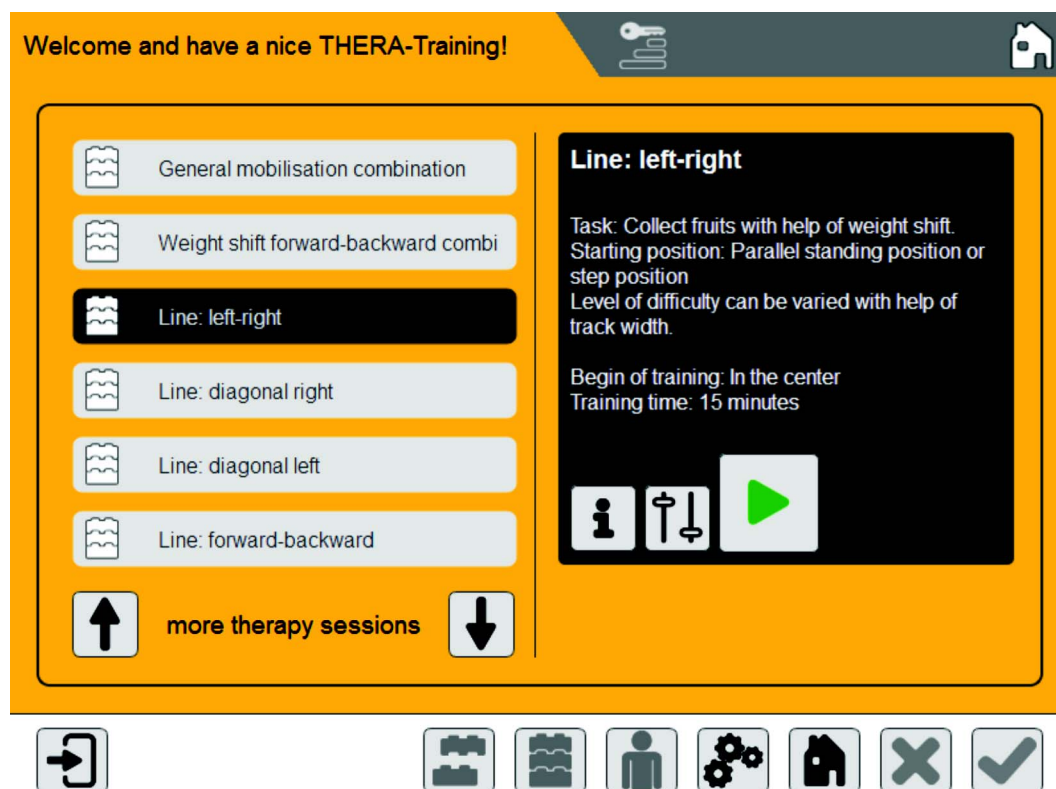 Welcome and have a nice THERA-Training!
General mobilisation combination
Weight shift forward-backward combi
Line: left-right
Line: diagonal right
Line: diagonal left
Line: forward-backward
more therapy sessions
Line: left-right
Task: Collect fruits with help of weight shift.
Starting position: Parallel standing position or
step position
Level of difficulty can be varied with help of
track width.
Begin of training: In the center
Training time: 15 minutes